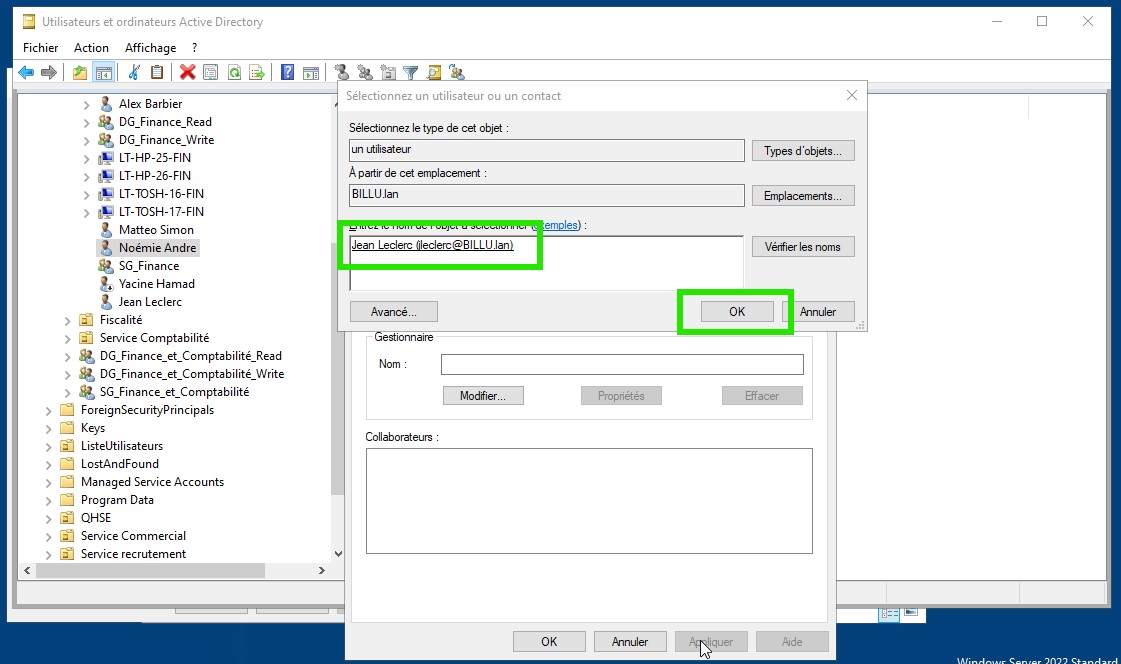 Utilisateurs et ordinateurs Active Directory
Fichier Action Affichage ?
Alex Barbier
DG_Finance_Read
DG_Finance_Write
LT-HP-25-FIN
LT-HP-26-FIN
LT-TOSH-16-FIN
LT-TOSH-17-FIN
Matteo Simon
Noémie Andre
SG_Finance
Yacine Hamad
Jean Leclerc
Fiscalité
Service Comptabilité
DG_Finance_et_Comptabilité_Read
DG_Finance_et_Comptabilité_Write
SG_Finance_et_Comptabilité
ForeignSecurityPrincipals
Keys
ListeUtilisateurs
LostAndFound
Managed Service Accounts
Program Data
QHSE
Service Commercial
Service recrutement
Sélectionnez un utilisateur ou un contact
Sélectionnez le type de cet objet :
un utilisateur
Types d'objets...
À partir de cet emplacement :
BILLU.lan
Emplacements...
Entrez le nom de l'objet à sélectionner (exemples) :
Jean Leclerc (jleclerc@BILLU.lan)
Vérifier les noms
Avancé... OK Annuler
Gestionnaire
Nom :
Modifier... Propriétés Effacer
Collaborateurs :
OK Annuler Appliquer Aide
Windows Server 2022 Standard